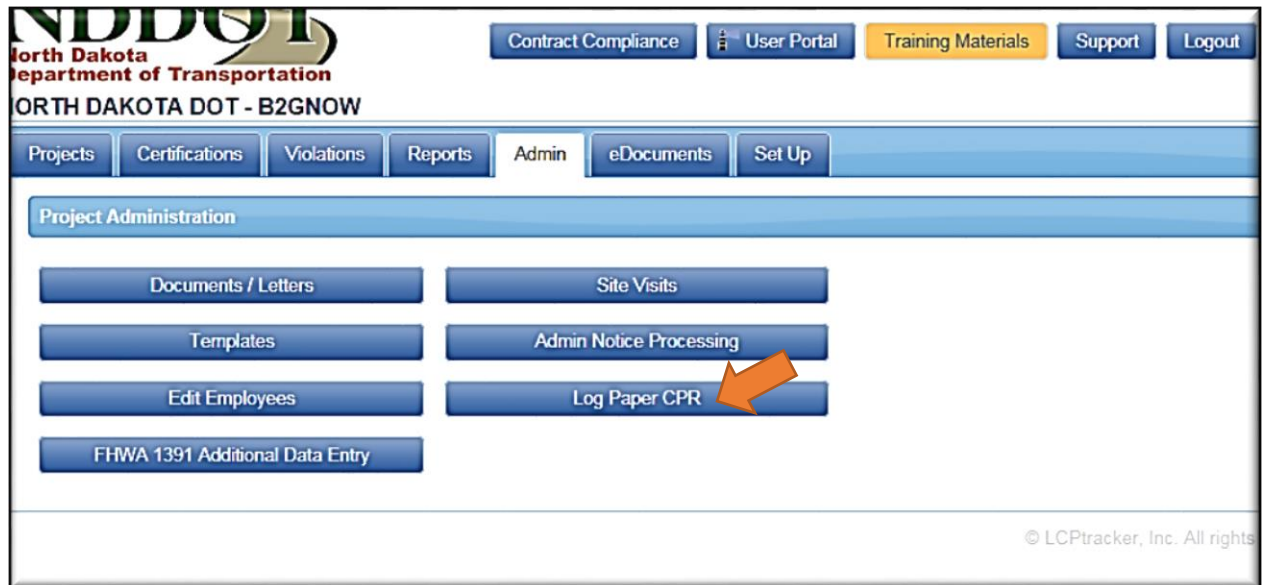 NDDOT
North Dakota
Department of Transportation
NORTH DAKOTA DOT - B2GNOW
Contract Compliance User Portal Training Materials Support Logout
Projects Certifications Violations Reports Admin eDocuments Set Up
Project Administration
Documents / Letters Site Visits
Templates Admin Notice Processing
Edit Employees Log Paper CPR
FHWA 1391 Additional Data Entry
© LCPtracker, Inc. All rights